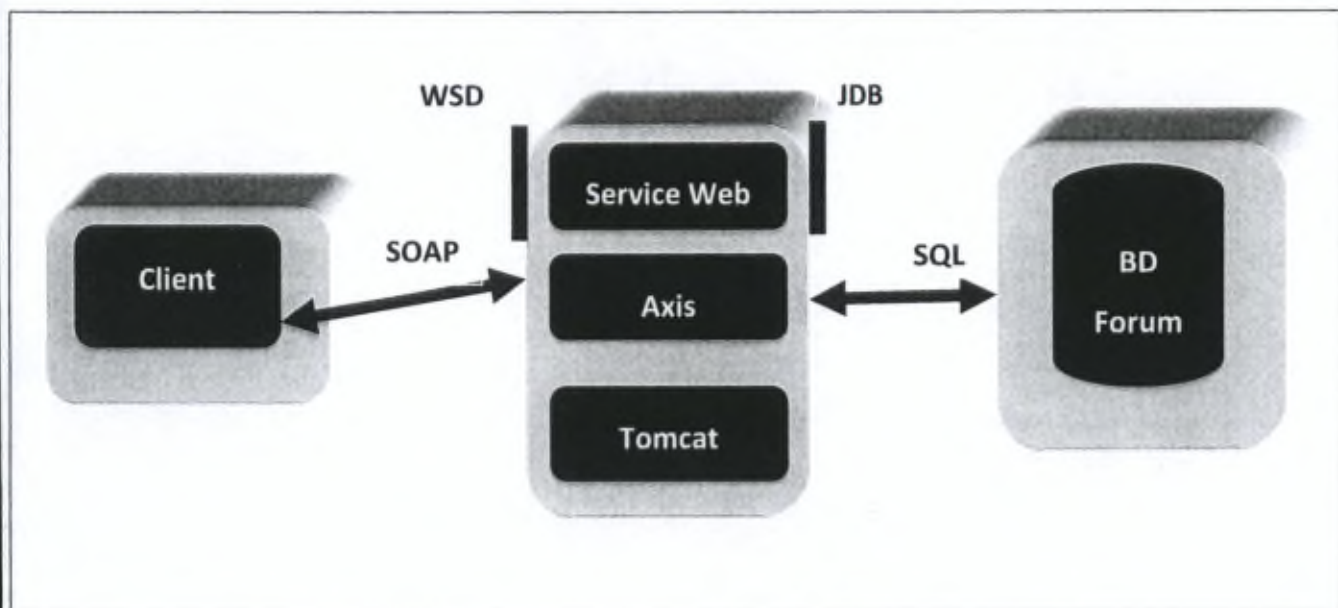 WSD
JDB
Service Web
SOAP
SQL
Client
Axis
BD
Forum
Tomcat